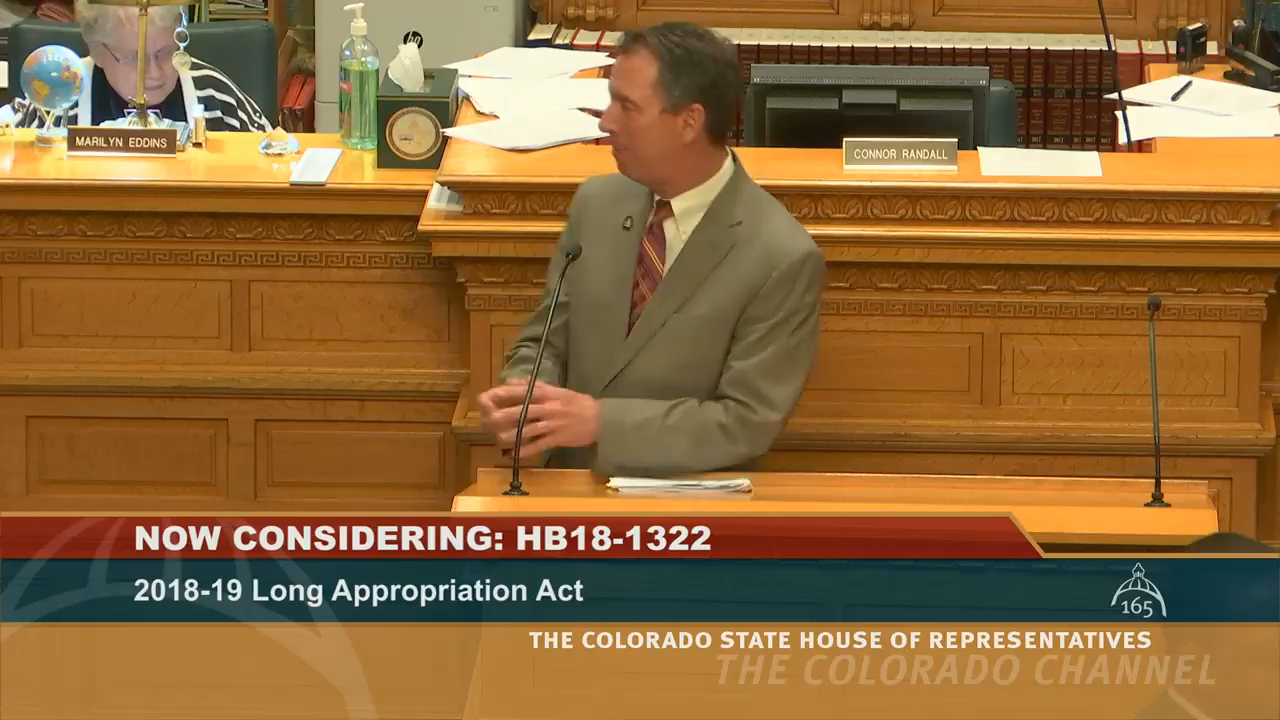 hp
MARILYN EDDINS
CONNOR RANDALL
NOW CONSIDERING: HB18-1322
2018-19 Long Appropriation Act
165
THE COLORADO STATE HOUSE OF REPRESENTATIVES
THE COLORADO CHANNEL